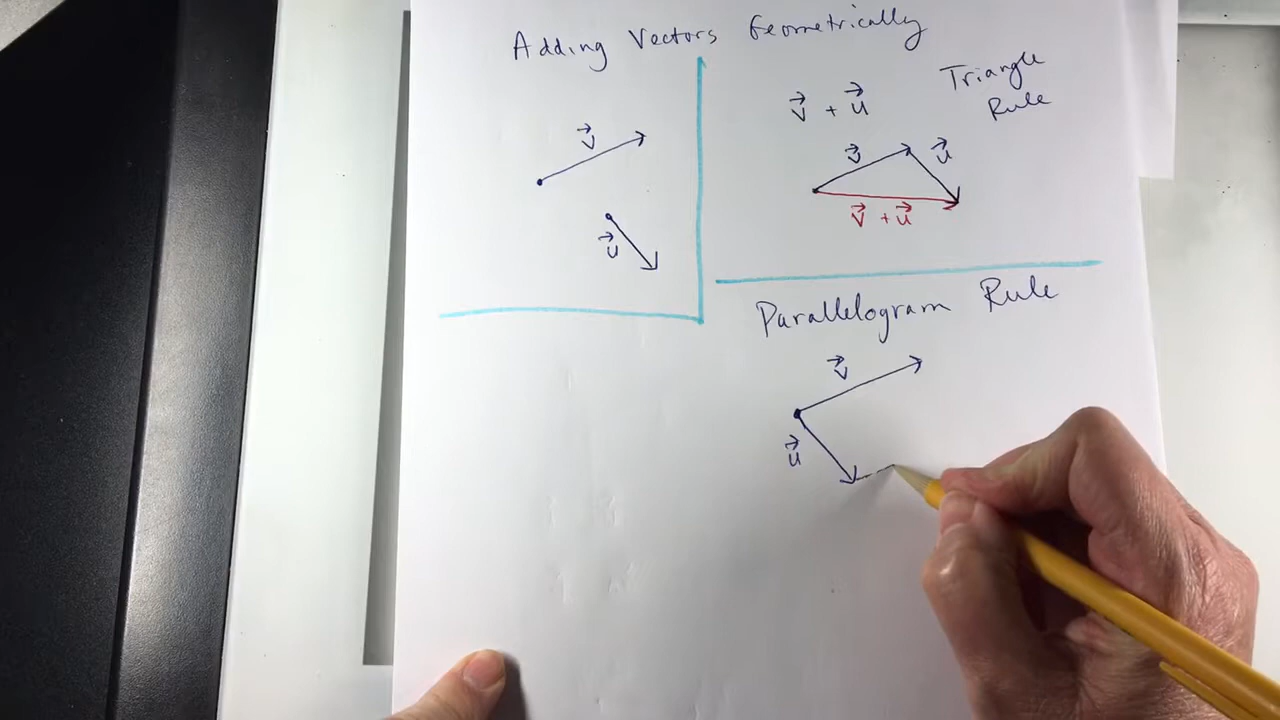 Adding Vectors Geometrically
Triangle
Rule
v⃗ + u⃗
v⃗
u⃗
v⃗ + u⃗
v⃗
u⃗
Parallelogram Rule
v⃗
u⃗